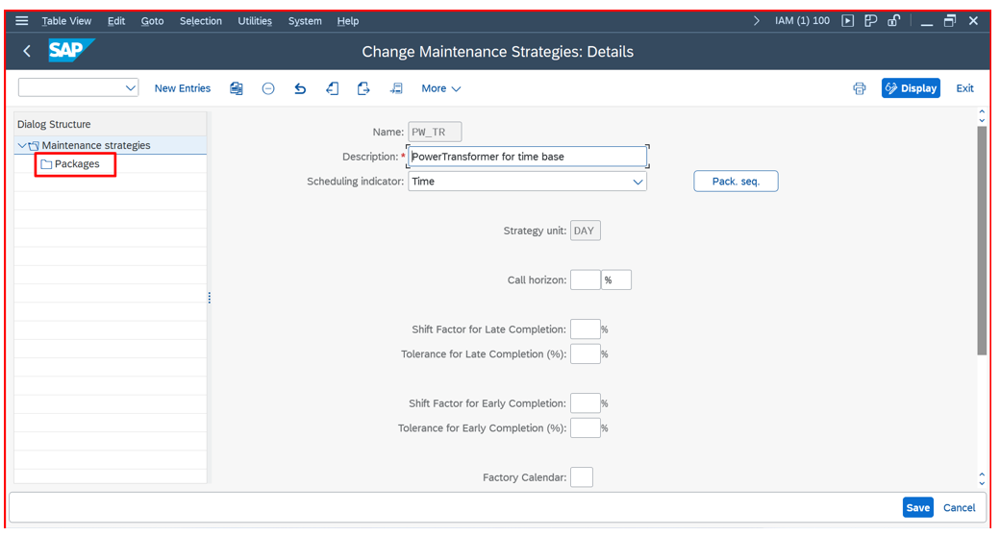 Table View Edit Goto Selection Utilities System Help IAM (1) 100
SAP Change Maintenance Strategies: Details
New Entries More Display Exit
Dialog Structure
Maintenance strategies
Packages
Name: PW_TR
Description: * PowerTransformer for time base
Scheduling indicator: Time Pack. seq.
Strategy unit: DAY
Call horizon: %
Shift Factor for Late Completion: %
Tolerance for Late Completion (%): %
Shift Factor for Early Completion: %
Tolerance for Early Completion (%): %
Factory Calendar:
Save Cancel